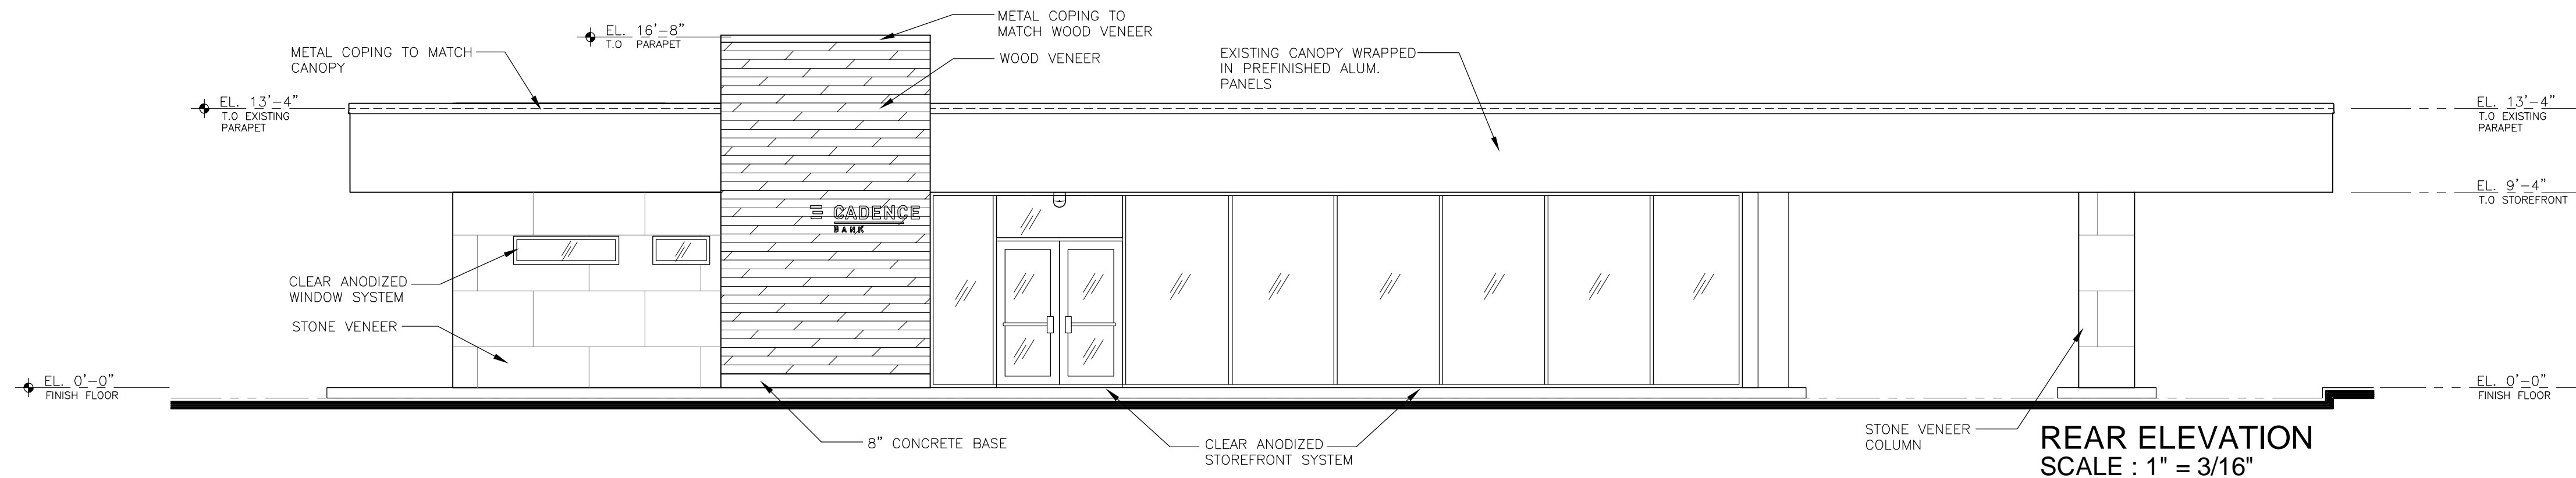 METAL COPING TO
MATCH WOOD VENEER
EL. 16'-8"
T.O PARAPET
METAL COPING TO MATCH
CANOPY
WOOD VENEER
EXISTING CANOPY WRAPPED
IN PREFINISHED ALUM.
PANELS
EL. 13'-4"
T.O EXISTING
PARAPET
EL. 13'-4"
T.O EXISTING
PARAPET
EL. 9'-4"
T.O STOREFRONT
CADENCE
BANK
CLEAR ANODIZED
WINDOW SYSTEM
STONE VENEER
EL. 0'-0"
FINISH FLOOR
EL. 0'-0"
FINISH FLOOR
8" CONCRETE BASE
CLEAR ANODIZED
STOREFRONT SYSTEM
STONE VENEER
COLUMN
REAR ELEVATION
SCALE : 1" = 3/16"